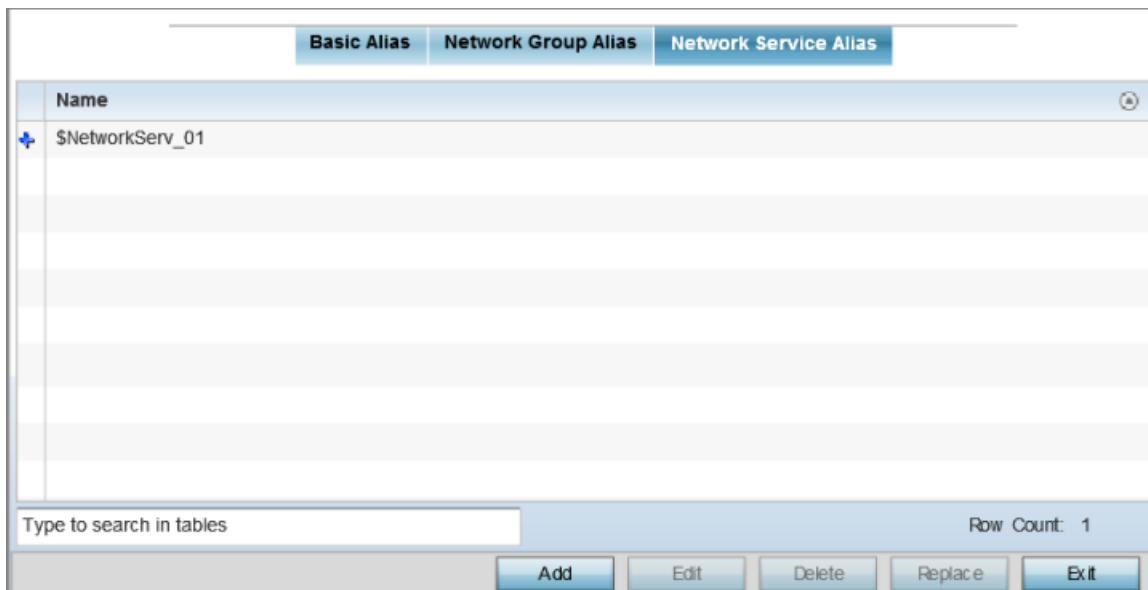 Basic Alias Network Group Alias Network Service Alias
Name
$NetworkServ_01
Type to search in tables Row Count: 1
Add Edit Delete Replace Exit